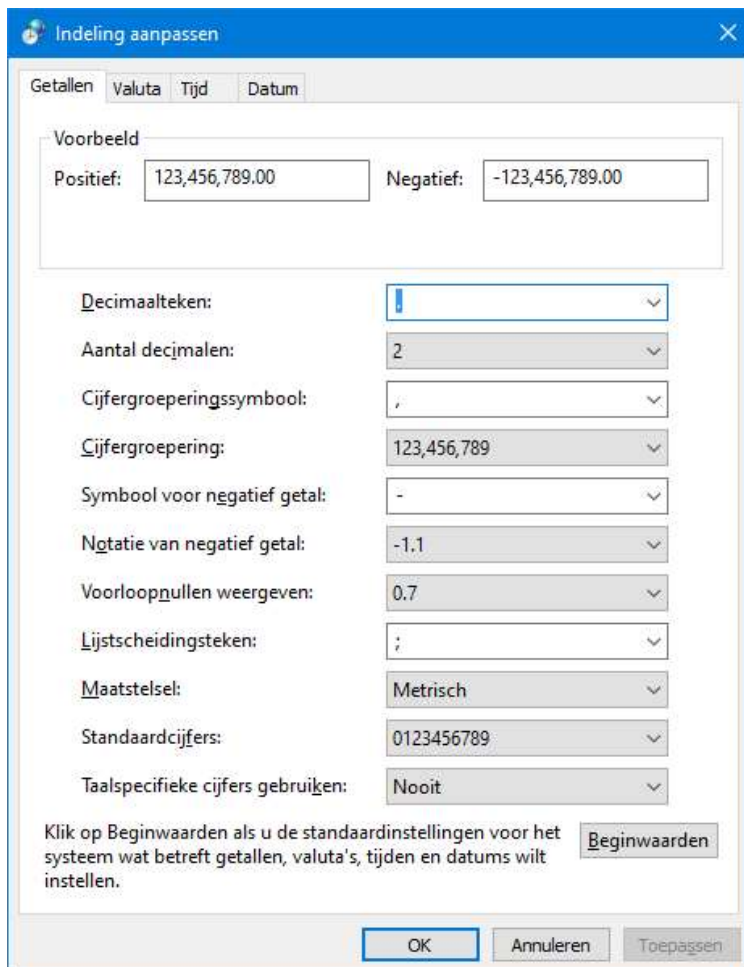 Indeling aanpassen
Getallen Valuta Tijd Datum
Voorbeeld
Positief: 123,456,789.00 Negatief: -123,456,789.00
Decimaalteken: .
Aantal decimalen: 2
Cijfergroeperingssymbool: ,
Cijfergroepering: 123,456,789
Symbool voor negatief getal: -
Notatie van negatief getal: -1.1
Voorloopnullen weergeven: 0.7
Lijstscheidingsteken: ;
Maatstelsel: Metrisch
Standaardcijfers: 0123456789
Taalspecifieke cijfers gebruiken: Nooit
Klik op Beginwaarden als u de standaardinstellingen voor het
systeem wat betreft getallen, valuta's, tijden en datums wilt
instellen.
Beginwaarden
OK Annuleren Toepassen